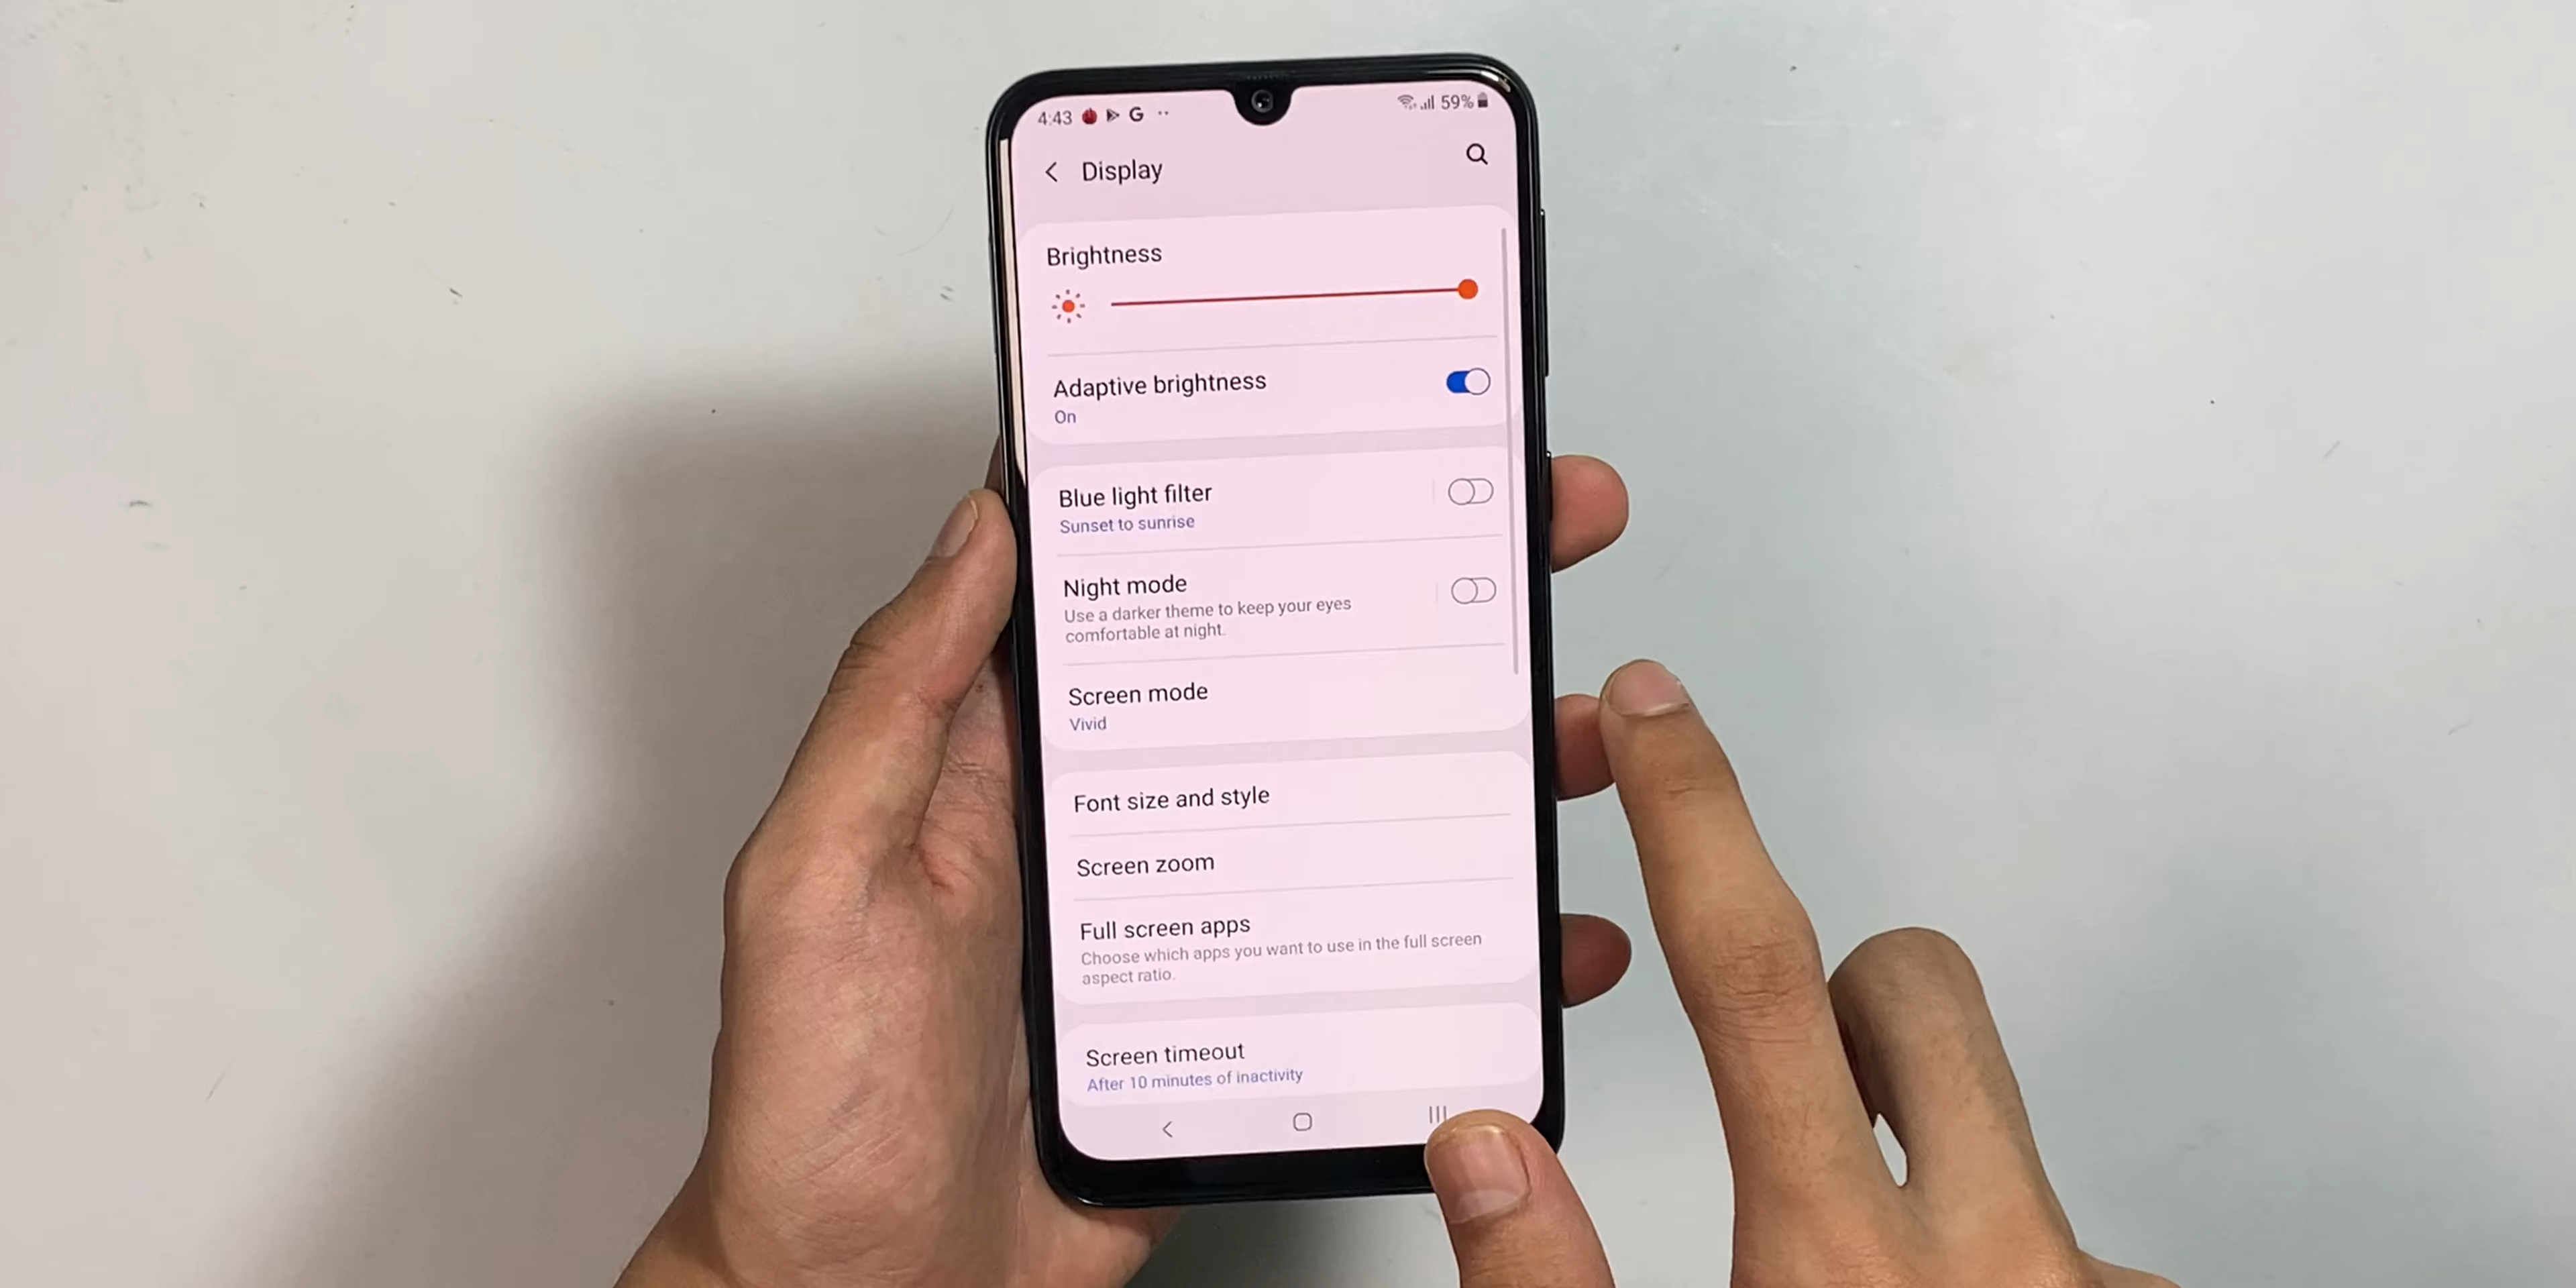 4:43 G 59%
Display
Brightness
Adaptive brightness
On
Blue light filter
Sunset to sunrise
Night mode
Use a darker theme to keep your eyes
comfortable at night.
Screen mode
Vivid
Font size and style
Screen zoom
Full screen apps
Choose which apps you want to use in the full screen
aspect ratio.
Screen timeout
After 10 minutes of inactivity